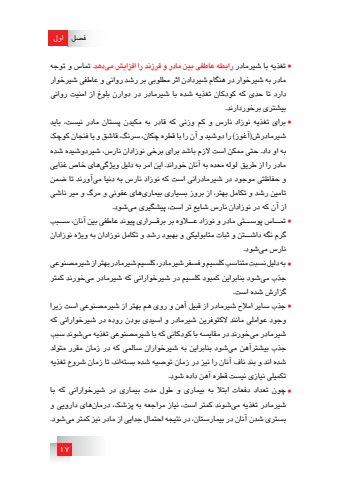 فصل اول
• تغذیه با شیرمادر رابطه عاطفی بین مادر و فرزند را افزایش می‌دهد. تماس و توجه
مادر به شیرخوار در هنگام شیردادن اثر مطلوبی بر رشد روانی و عاطفی شیرخوار
دارد تا حدی که کودکان تغذیه شده با شیرمادر در دوارن بلوغ از امنیت روانی
بیشتری برخوردارند.
• برای تغذیه نوزاد نارس و کم وزنی که قادر به مکیدن پستان مادر نیست، باید
شیرمادرش(آغوز) را دوشید و آن را با قطره چکان، سرنگ، قاشق و یا فنجان کوچک
به او داد. حتی ممکن است لازم باشد برای برخی نوزادان نارس، شیردوشیده شده
مادر را از طریق لوله معده به آنان خوراند. این امر به دلیل ویژگی‌های خاص غذایی
و حفاظتی موجود در شیرمادرانی است که نوزاد نارس به دنیا می‌آورند تا ضمن
تامین رشد و تکامل بهتر، از بروز بسیاری بیماری‌های عفونی و مرگ و میر ناشی
از آن که در نوزادان نارس شایع تر است، پیشگیری می‌شود.
• تمـاس پوسـتی مادر و نوزاد عـلاوه بر برقـراری پیوند عاطفی بین آنان، سـبب
گرم نگه داشـتن و ثبات متابولیکی و بهبود رشد و تکامل نوزادان به ویژه نوزادان
نارس می‌شود.
• به دلیل نسبت متناسب کلسیم و فسفر شیرمادر، کلسیم شیرمادر بهتر از شیرمصنوعی
جذب می‌شود بنابراین کمبود کلسیم در شیرخوارانی که شیرمادر می‌خورند کمتر
گزارش شده است.
• جذب سایر املاح شیرمادر از قبیل آهن و روی هم بهتر از شیرمصنوعی است زیرا
وجود عواملی مانند لاکتوفرین شیرمادر و اسیدی بودن روده در شیرخوارانی که
شیرمادر می‌خورند در مقایسه با کودکانی که با شیرمصنوعی تغذیه می‌شوند سبب
جذب بیشترآهن می‌شود بنابراین به شیرخواران سالمی که در زمان مقرر متولد
شده اند و بند ناف آنان را نیز در زمان توصیه شده بسته‌اند، تا زمان شروع تغذیه
تکمیلی نیازی نیست قطره آهن داده شود.
• چون تعداد دفعات ابتلا به بیماری و طول مدت بیماری در شیرخوارانی که با
شیرمادر تغذیه می‌شوند کمتر است، نیاز مراجعه به پزشک، درمان‌های دارویی و
بستری شدن آنان در بیمارستان، در نتیجه احتمال جدایی از مادر نیز کمتر می‌شود.
۱۷